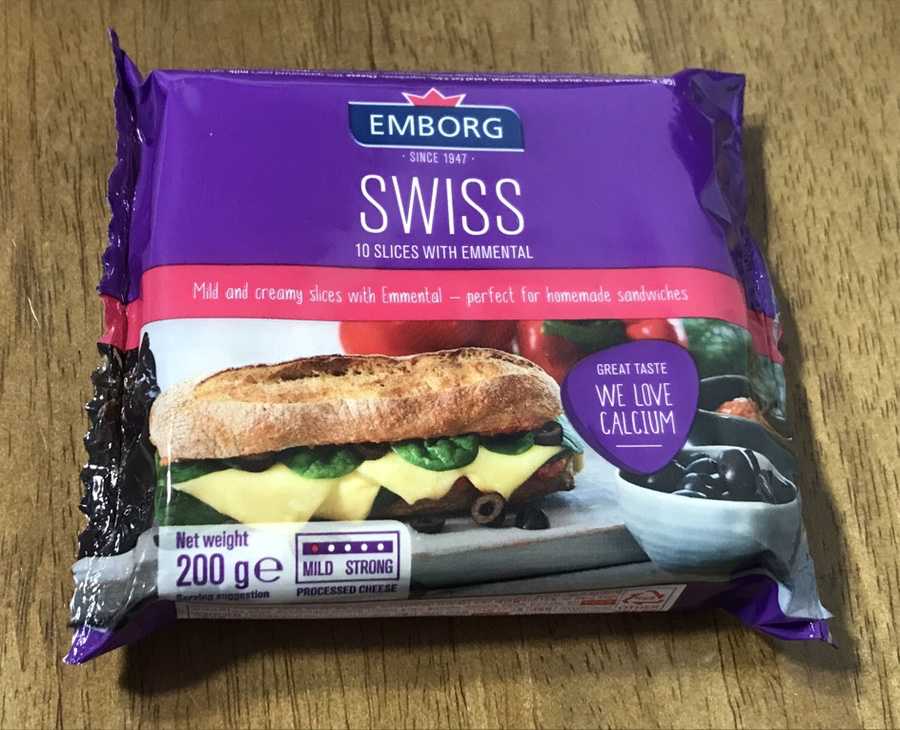 EMBORG
· SINCE 1947 ·
SWISS
10 SLICES WITH EMMENTAL
Mild and creamy slices with Emmental – perfect for homemade sandwiches
GREAT TASTE
WE LOVE
CALCIUM
Net weight
200 g e
MILD STRONG
Serving suggestion
PROCESSED CHEESE
OTHER